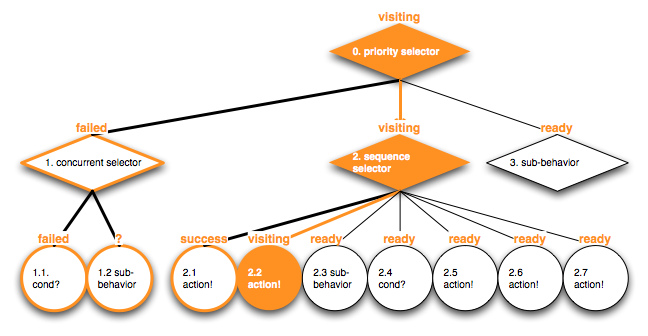 visiting
0. priority selector
failed
visiting
ready
1. concurrent selector
2. sequence
selector
3. sub-behavior
failed
?
success
visiting
ready
ready
ready
ready
ready
1.1.
cond?
1.2 sub-
behavior
2.1
action!
2.2
action!
2.3 sub-
behavior
2.4
cond?
2.5
action!
2.6
action!
2.7
action!